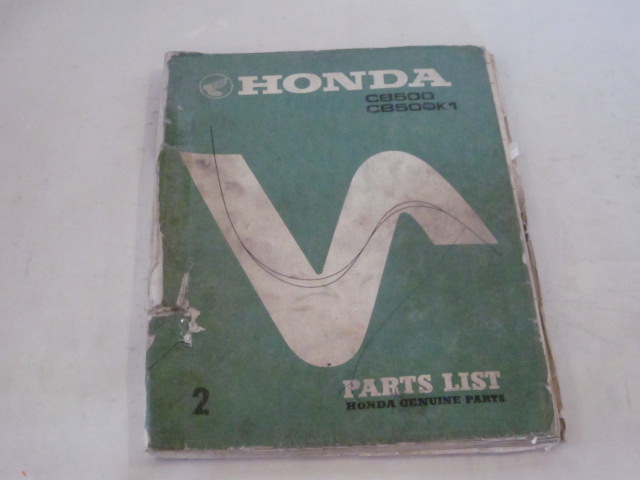 HONDA
CB500
CB500K1
PARTS LIST
HONDA GENUINE PARTS
2